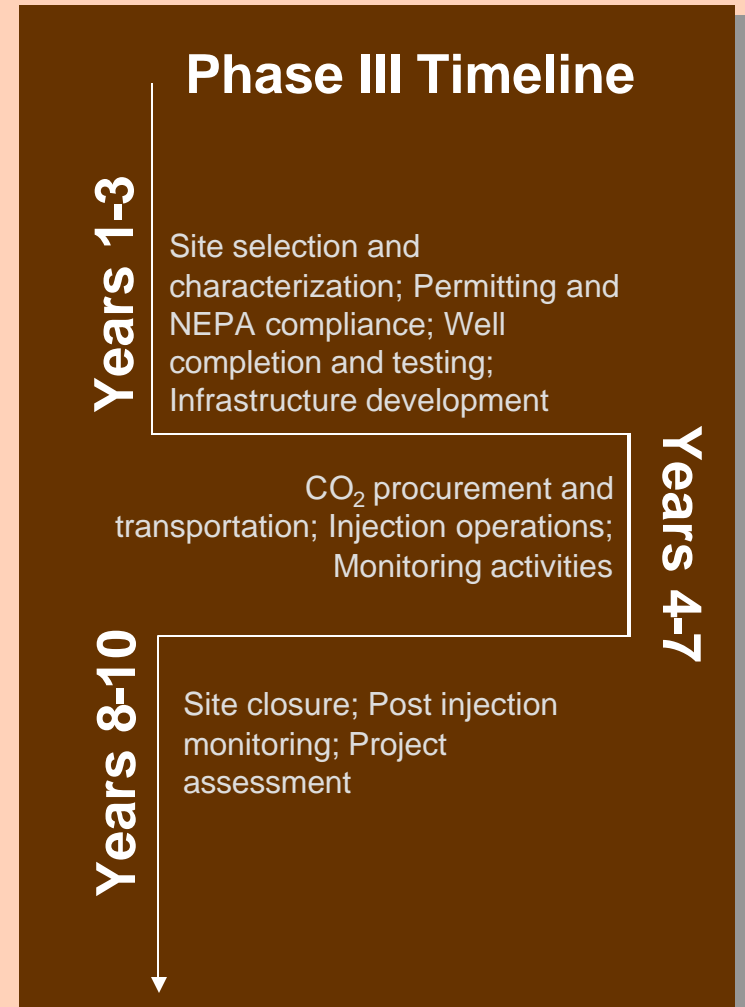 Phase III Timeline
Years 1-3
Site selection and
characterization; Permitting and
NEPA compliance; Well
completion and testing;
Infrastructure development
Years 4-7
CO₂ procurement and
transportation; Injection operations;
Monitoring activities
Years 8-10
Site closure; Post injection
monitoring; Project
assessment